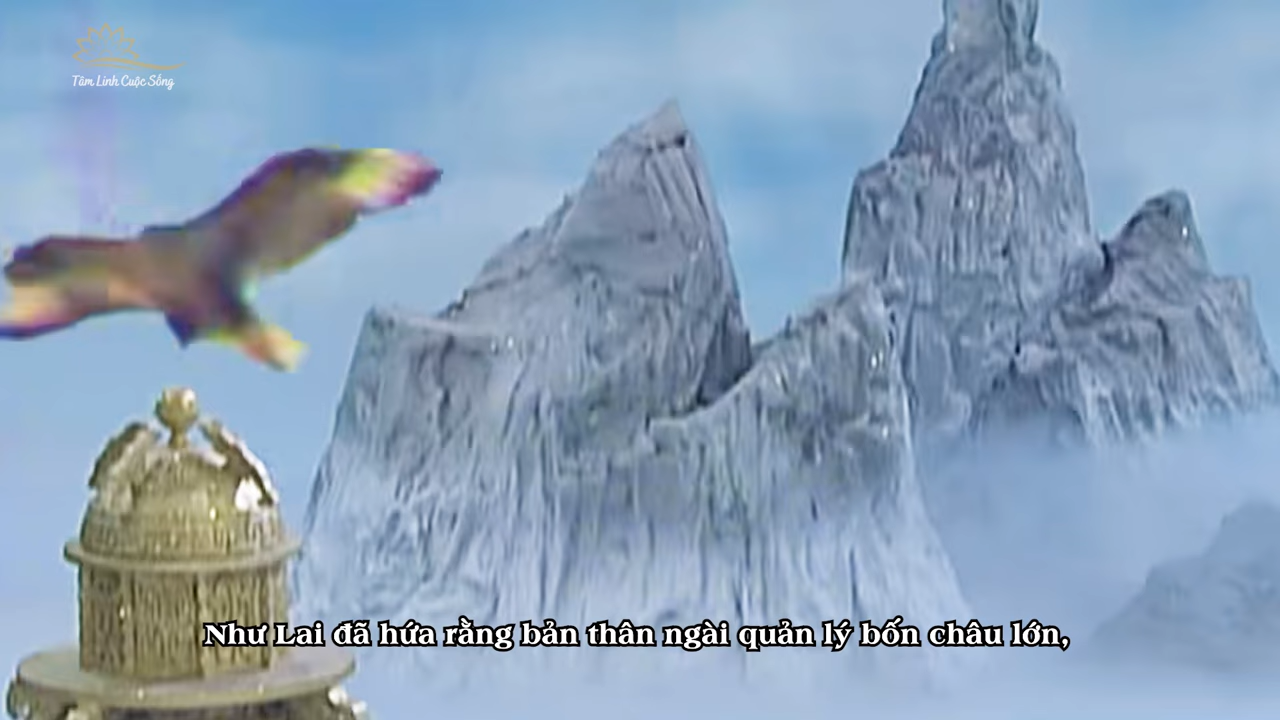 Tâm Linh Cuộc Sống
Như Lai đã hứa rằng bản thân ngài quản lý bốn châu lớn,